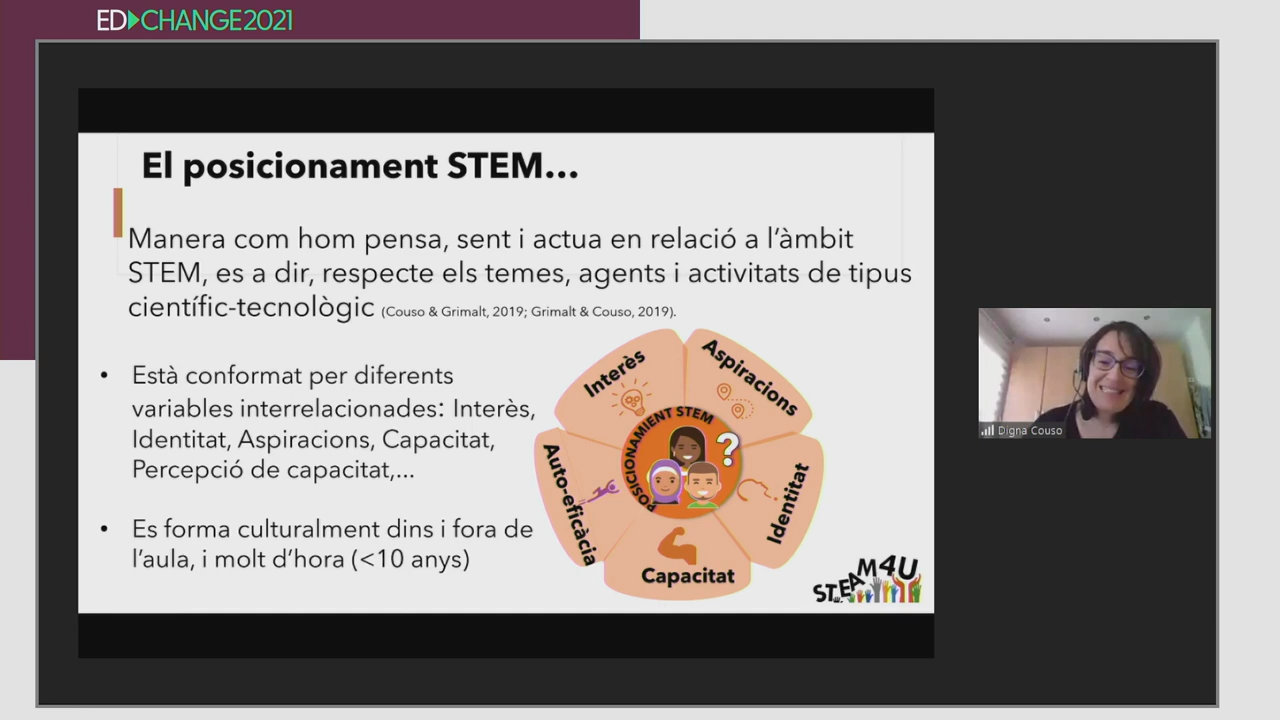 ED CHANGE2021
El posicionament STEM...
Manera com hom pensa, sent i actua en relació a l'àmbit
STEM, es a dir, respecte els temes, agents i activitats de tipus
científic-tecnològic (Couso & Grimalt, 2019; Grimalt & Couso, 2019).
• Està conformat per diferents
variables interrelacionades: Interès,
Identitat, Aspiracions, Capacitat,
Percepció de capacitat,...
• Es forma culturalment dins i fora de
l'aula, i molt d'hora (<10 anys)
Interès
Aspiracions
Identitat
Capacitat
Auto-eficàcia
POSICIONAMIENT STEM
?
STEAM4U
Digna Couso